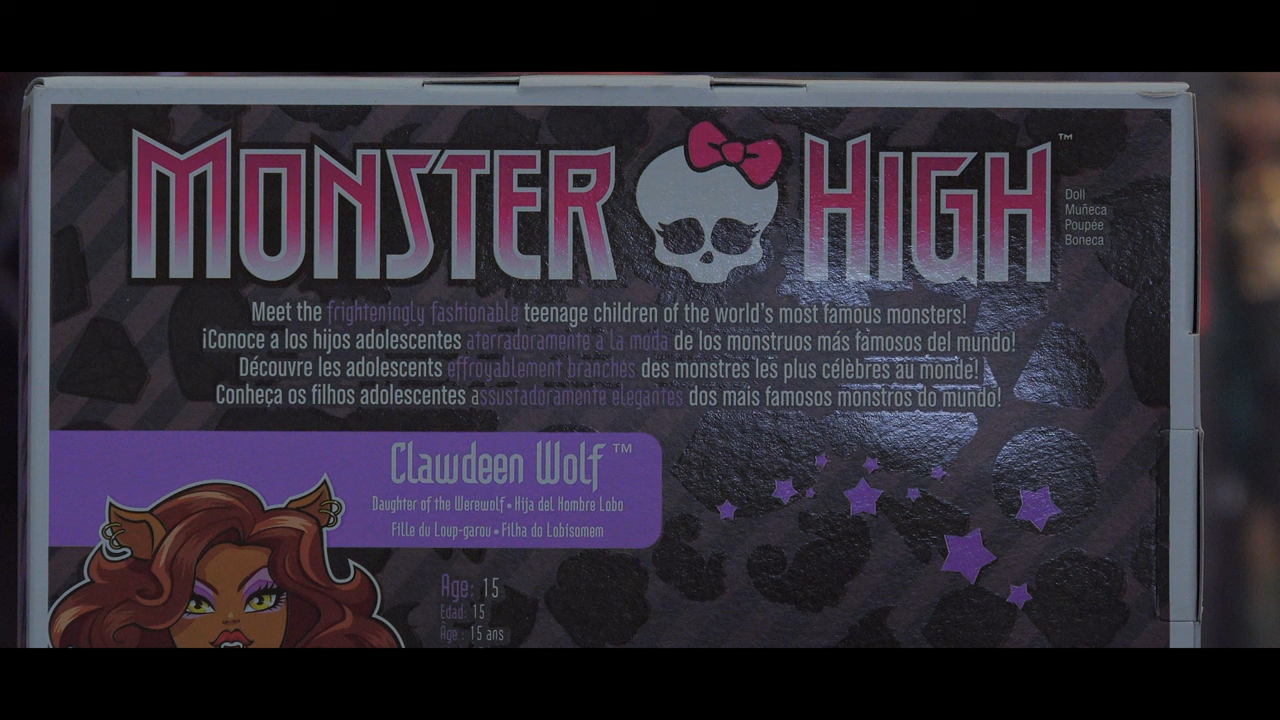 MONSTER HIGH™
Doll
Muñeca
Poupée
Boneca
Meet the frighteningly fashionable teenage children of the world's most famous monsters!
¡Conoce a los hijos adolescentes aterradoramente a la moda de los monstruos más famosos del mundo!
Découvre les adolescents effroyablement branchés des monstres les plus célèbres au monde!
Conheça os filhos adolescentes assustadoramente elegantes dos mais famosos monstros do mundo!
Clawdeen Wolf™
Daughter of the Werewolf • Hija del Hombre Lobo
Fille du Loup-garou • Filha do Lobisomem
Age: 15
Edad: 15
Âge : 15 ans